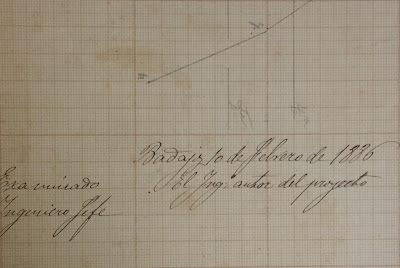 Badajoz 10 de Febrero de 1886
El Ing. autor del proyecto
Examinado
Ingeniero Jefe